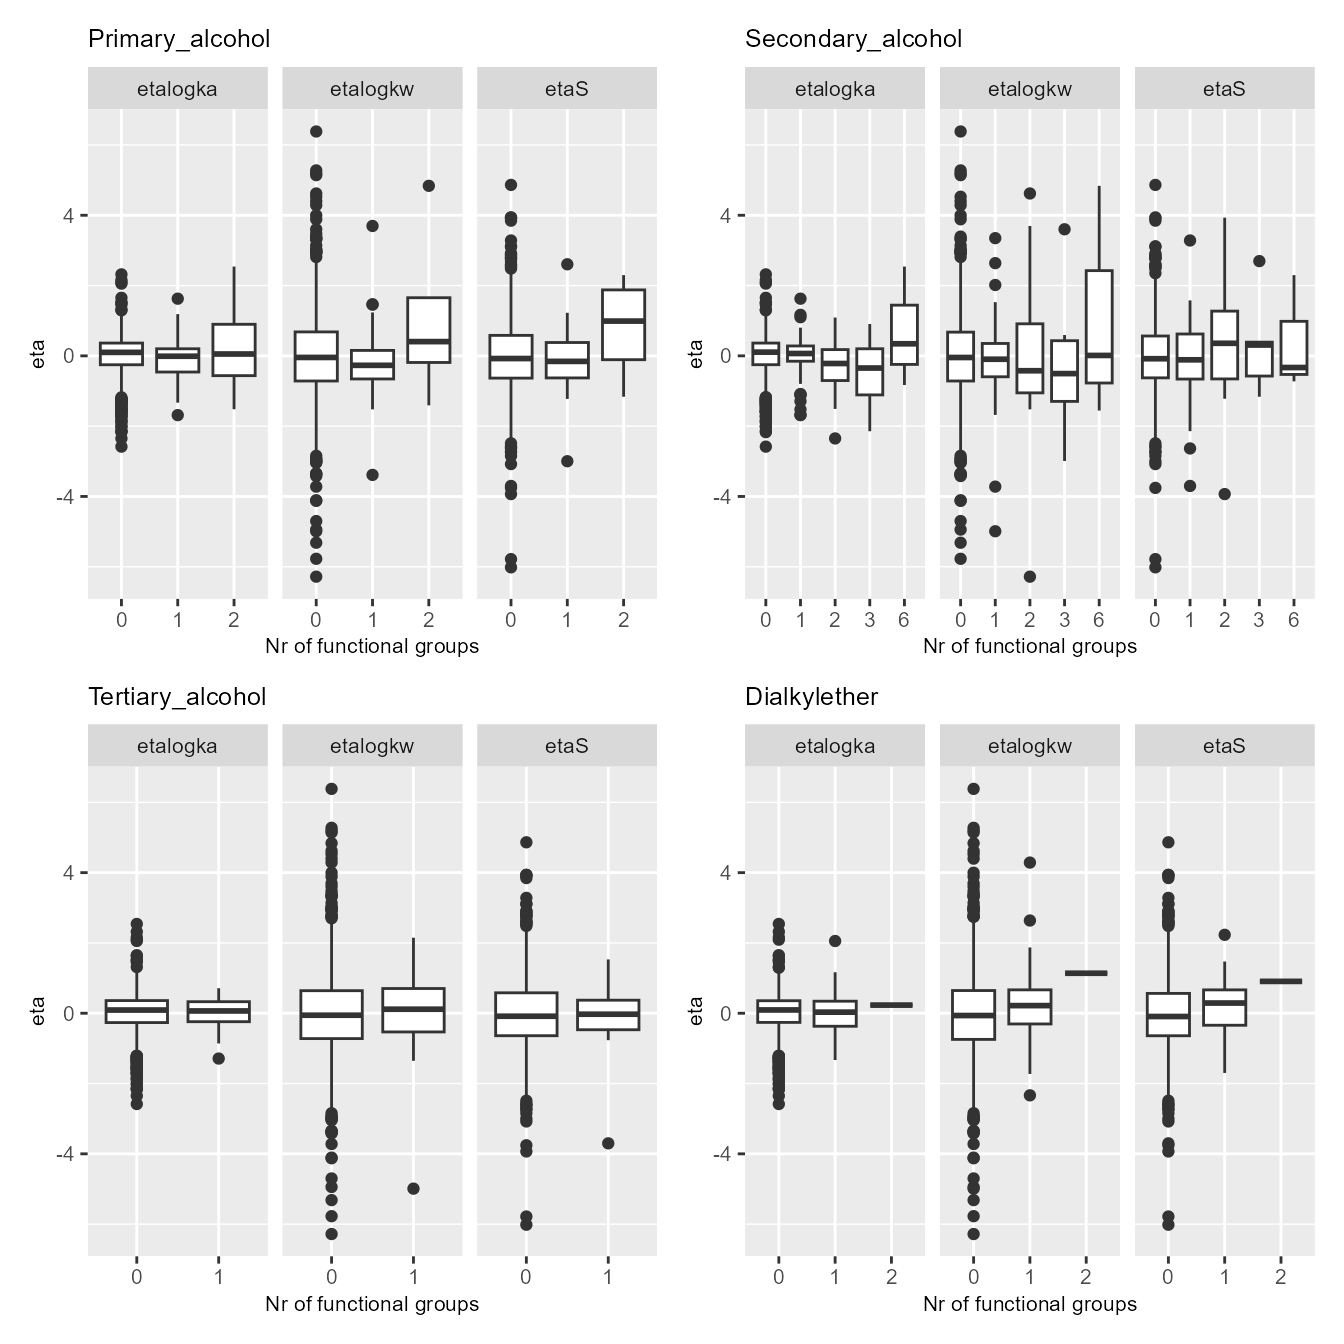 Primary_alcohol
etalogka etalogkw etaS
4
0
-4
eta
0 1 2 0 1 2 0 1 2
Nr of functional groups
Secondary_alcohol
etalogka etalogkw etaS
4
0
-4
eta
0 1 2 3 6 0 1 2 3 6 0 1 2 3 6
Nr of functional groups
Tertiary_alcohol
etalogka etalogkw etaS
4
0
-4
eta
0 1 0 1 0 1
Nr of functional groups
Dialkylether
etalogka etalogkw etaS
4
0
-4
eta
0 1 2 0 1 2 0 1 2
Nr of functional groups